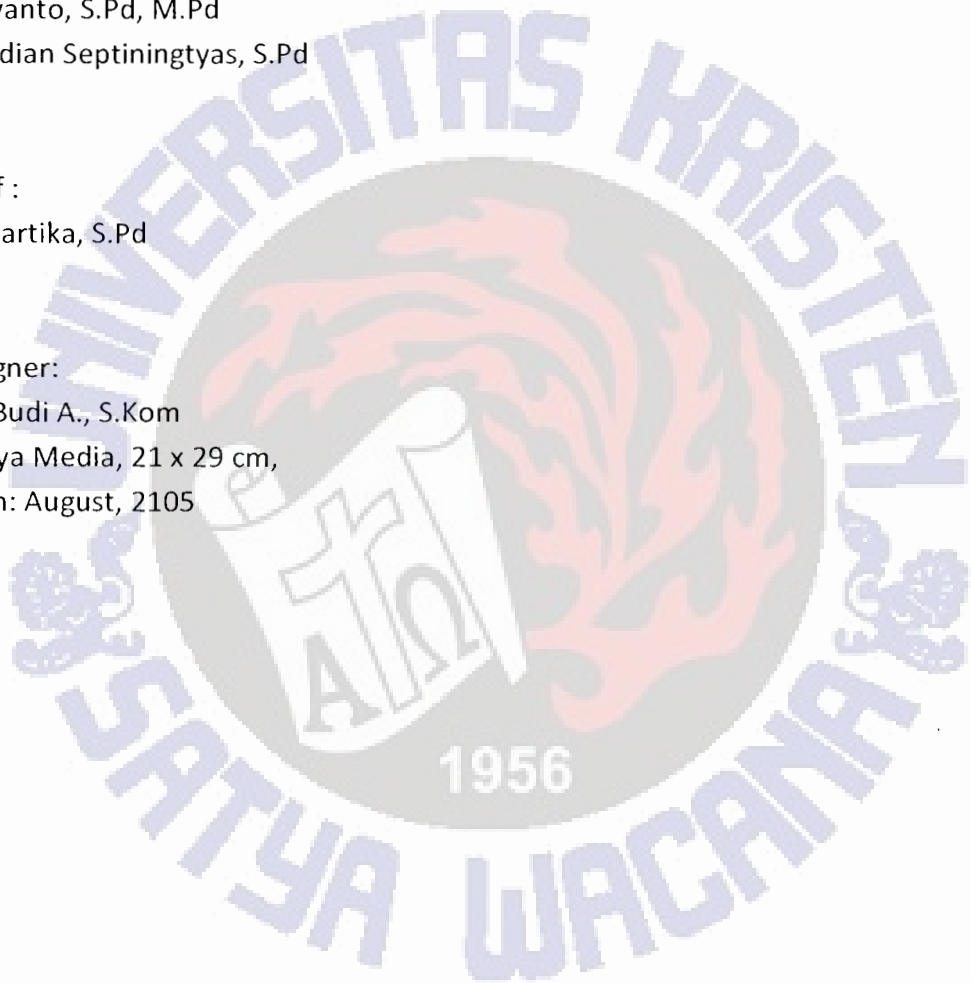 vanto, S.Pd, M.Pd
dian Septiningtyas, S.Pd
f :
artika, S.Pd
gner:
Budi A., S.Kom
ya Media, 21 x 29 cm,
n: August, 2105
UNIVERSITAS KRISTEN
Α Ω
1956
SATYA WACANA